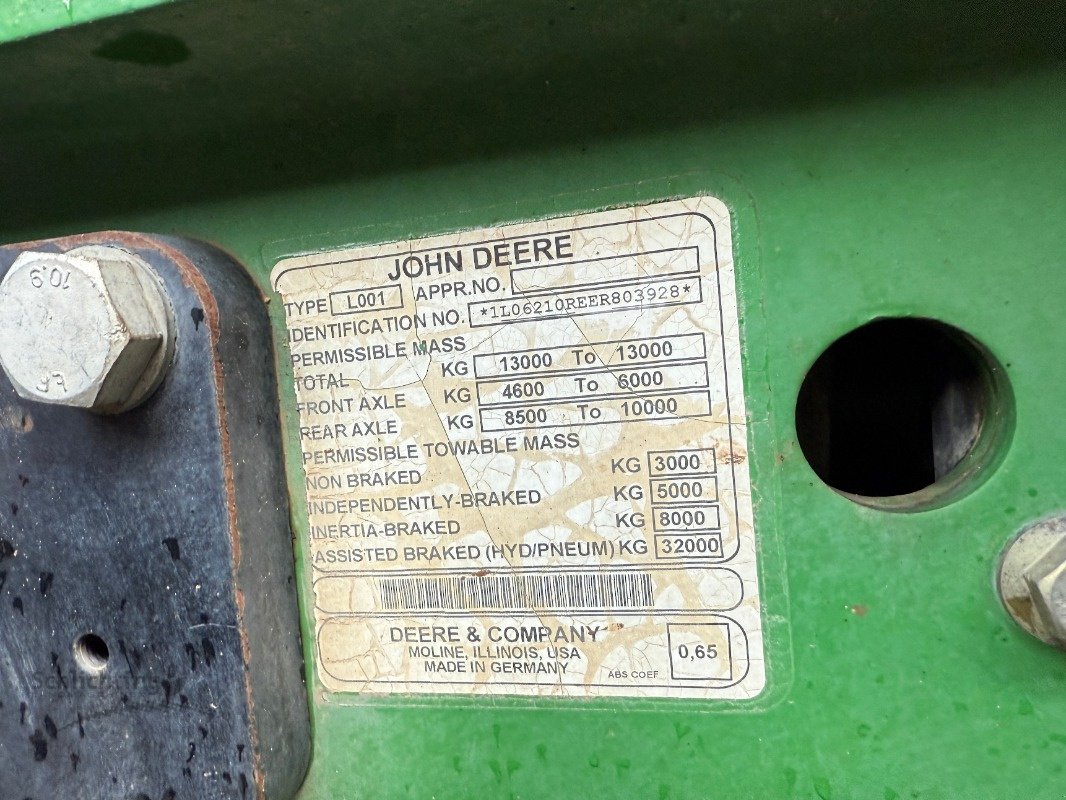 JOHN DEERE
TYPE L001 APPR.NO.
IDENTIFICATION NO. *1L06210REER803928*
PERMISSIBLE MASS
TOTAL KG 13000 To 13000
FRONT AXLE KG 4600 To 6000
REAR AXLE KG 8500 To 10000
PERMISSIBLE TOWABLE MASS
NON BRAKED KG 3000
INDEPENDENTLY-BRAKED KG 5000
INERTIA-BRAKED KG 8000
ASSISTED BRAKED (HYD/PNEUM) KG 32000
DEERE & COMPANY
MOLINE, ILLINOIS, USA
MADE IN GERMANY
ABS COEF 0,65
10.9